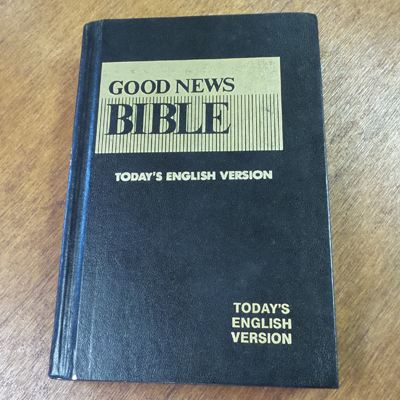 GOOD NEWS
BIBLE
TODAY'S ENGLISH VERSION
TODAY'S
ENGLISH
VERSION